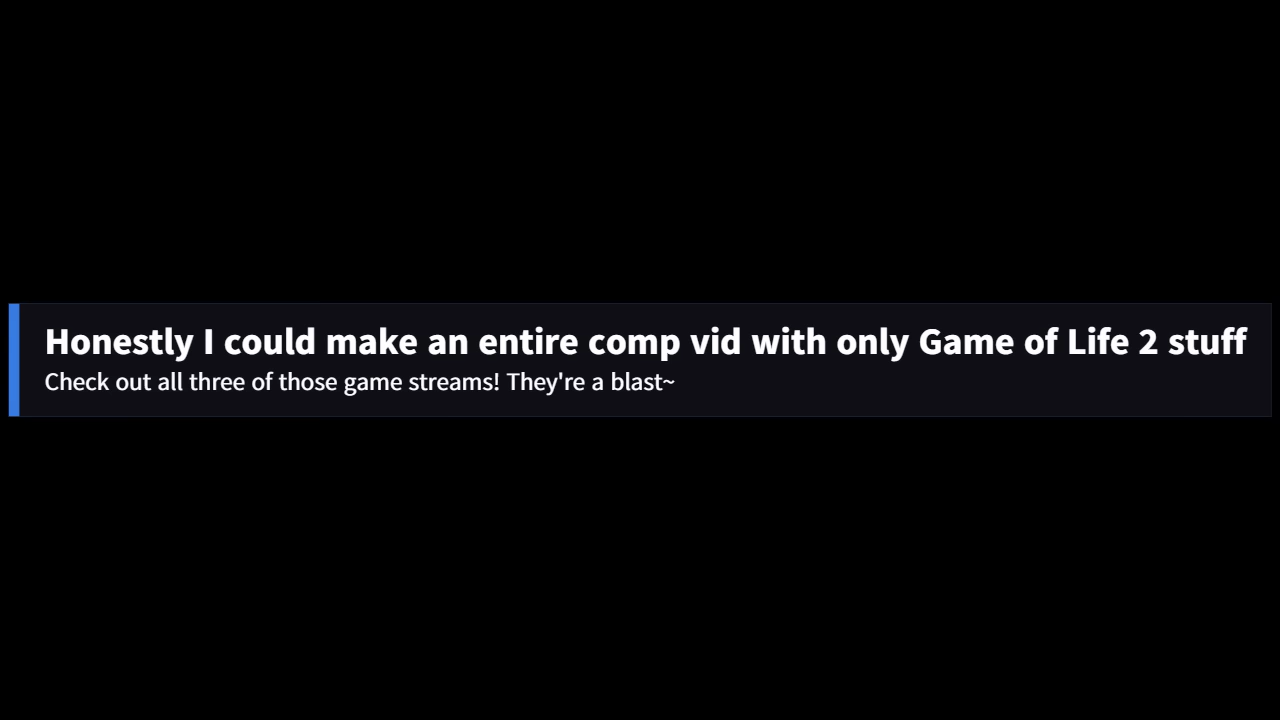 Honestly I could make an entire comp vid with only Game of Life 2 stuff
Check out all three of those game streams! They're a blast~